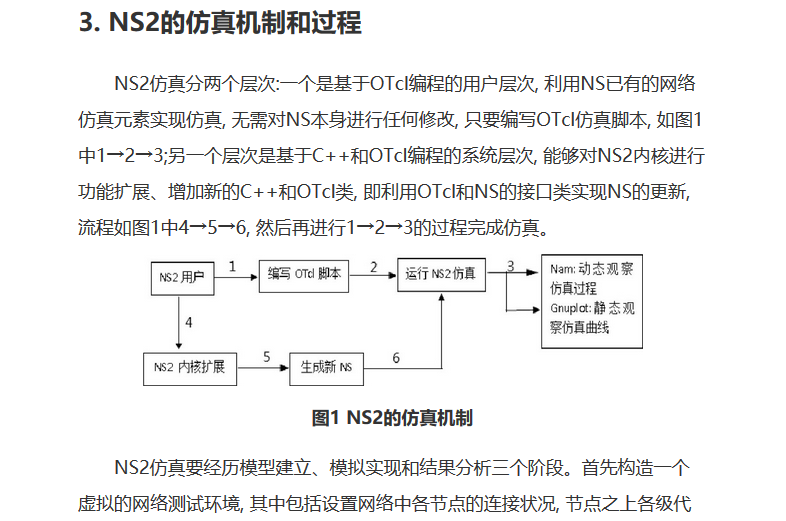 3. NS2的仿真机制和过程
NS2仿真分两个层次:一个是基于OTcl编程的用户层次, 利用NS已有的网络
仿真元素实现仿真, 无需对NS本身进行任何修改, 只要编写OTcl仿真脚本, 如图1
中1→2→3;另一个层次是基于C++和OTcl编程的系统层次, 能够对NS2内核进行
功能扩展、增加新的C++和OTcl类, 即利用OTcl和NS的接口类实现NS的更新,
流程如图1中4→5→6, 然后再进行1→2→3的过程完成仿真。
NS2 用户
1
编写 OTcl 脚本
2
运行 NS2 仿真
3
Nam: 动态观察
仿真过程
Gnuplot: 静态观
察仿真曲线
4
NS2 内核扩展
5
生成新 NS
6
图1 NS2的仿真机制
NS2仿真要经历模型建立、模拟实现和结果分析三个阶段。首先构造一个
虚拟的网络测试环境, 其中包括设置网络中各节点的连接状况, 节点之上各级代